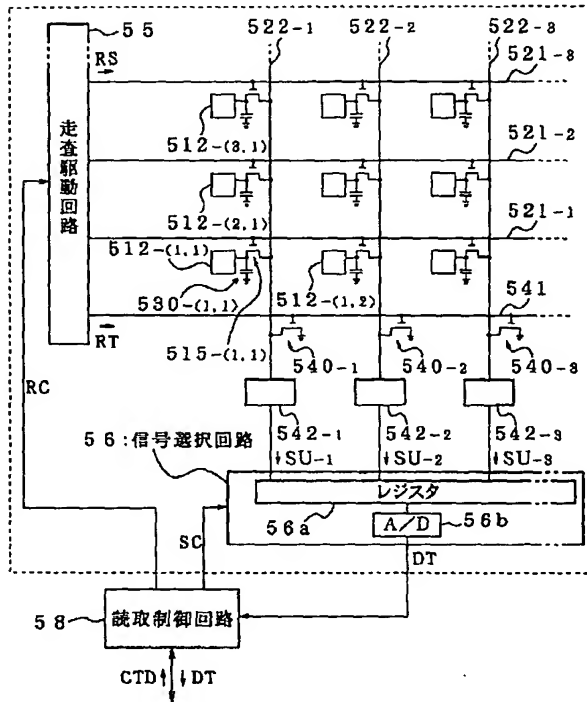 55
522-1
522-2
522-3
RS
521-3
512-(3,1)
521-2
走査駆動回路
512-(2,1)
521-1
512-(1,1)
530-(1,1)
512-(1,2)
541
RT
515-(1,1)
540-1
540-2
540-3
RC
542-1
542-2
542-3
56:信号選択回路
↓SU-1
↓SU-2
↓SU-3
レジスタ
56a
A/D
56b
SC
DT
58
読取制御回路
CTD↑↓DT